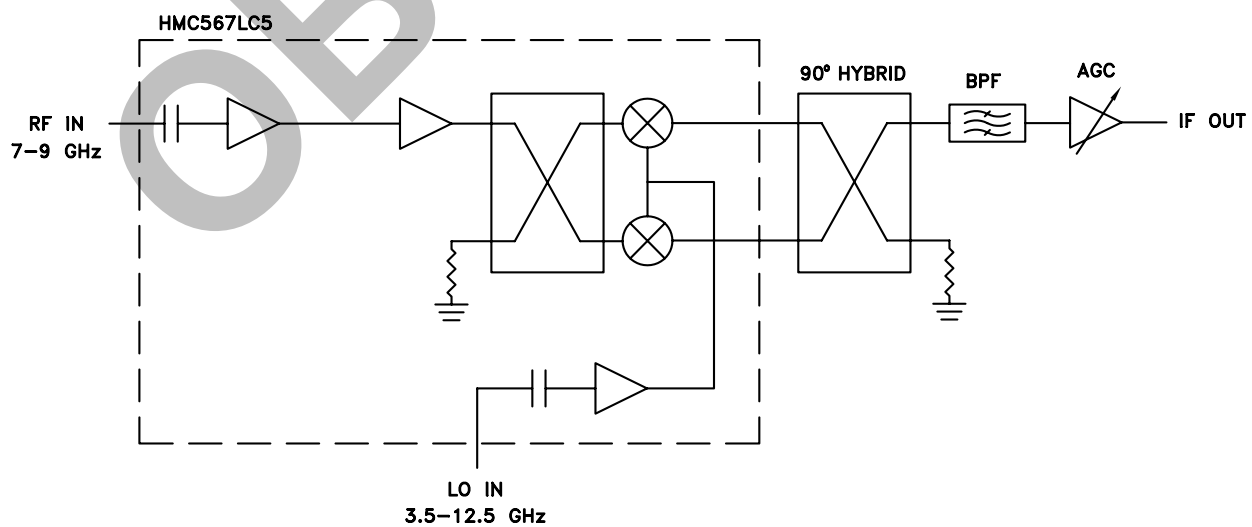 HMC567LC5
RF IN
7–9 GHz
90° HYBRID
BPF
AGC
IF OUT
LO IN
3.5–12.5 GHz
OB